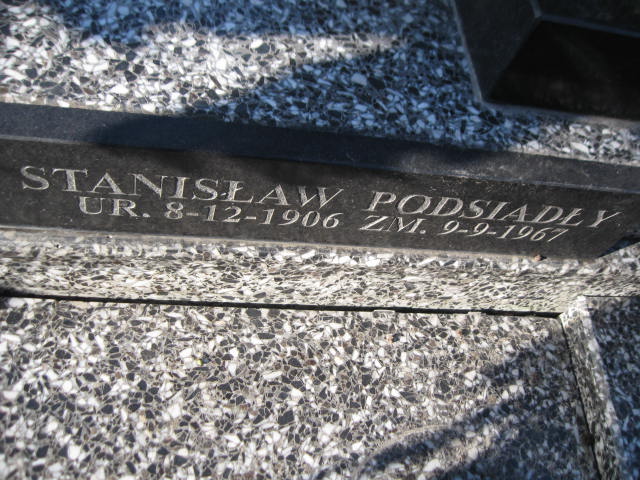 STANISŁAW PODSIADŁY
UR. 8-12-1906 ZM. 9-9-1967